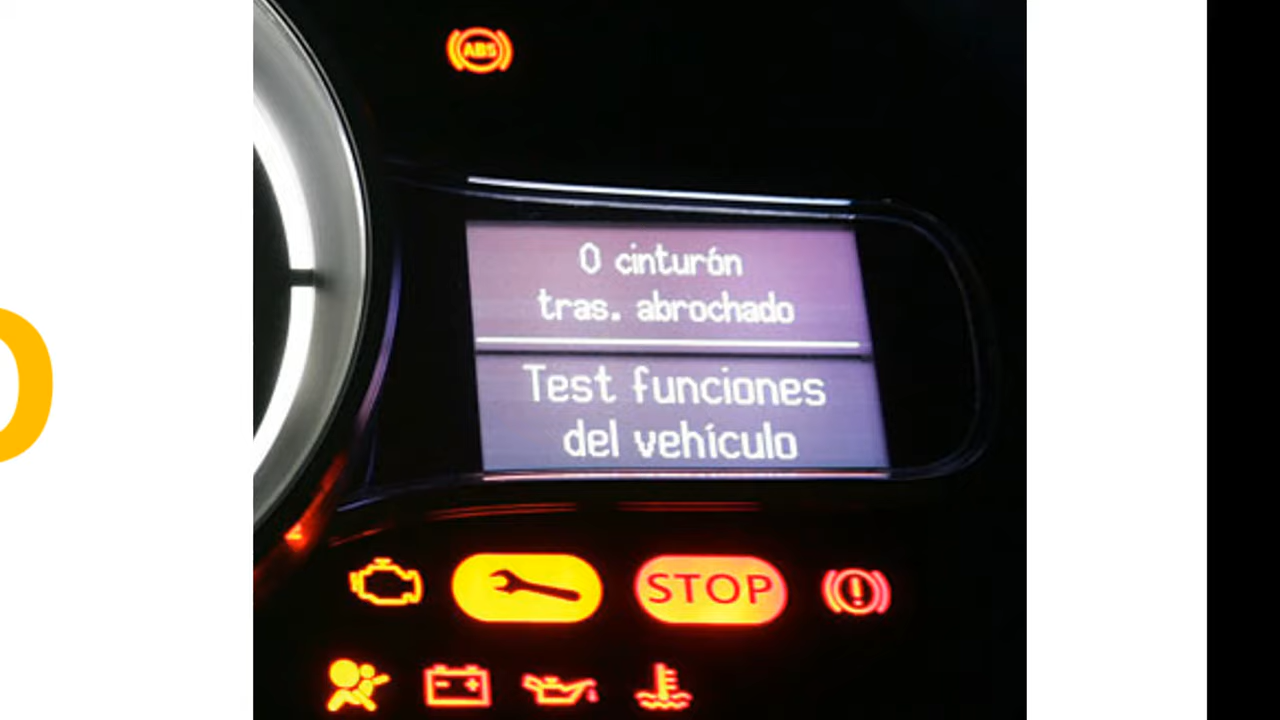 ABS
0 cinturón
tras. abrochado
Test funciones
del vehículo
STOP